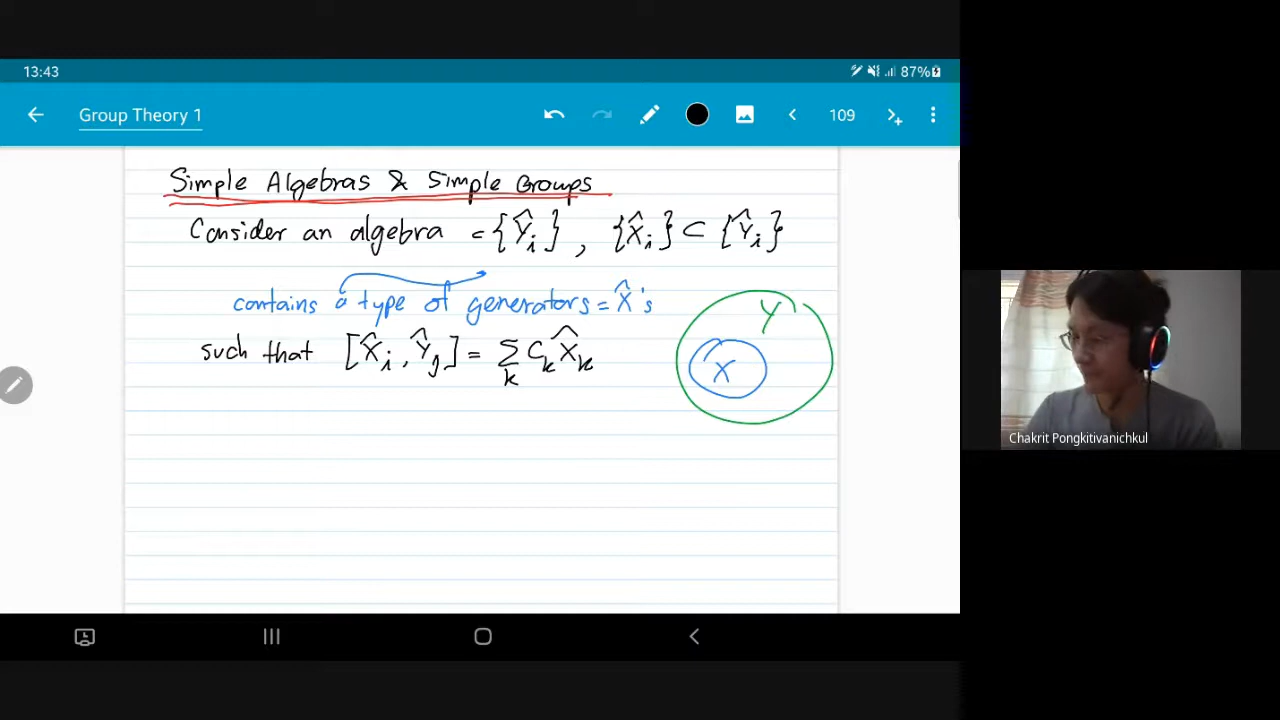 13:43
87%
Group Theory 1
109
Simple Algebras & Simple Groups
Consider an algebra = {Ŷᵢ} , {X̂ᵢ} ⊂ {Ŷᵢ}
contains a type of generators = X̂'s
such that [X̂ᵢ , Ŷⱼ] = Σₖ Cₖ X̂ₖ
Y
X
Chakrit Pongkitivanichkul